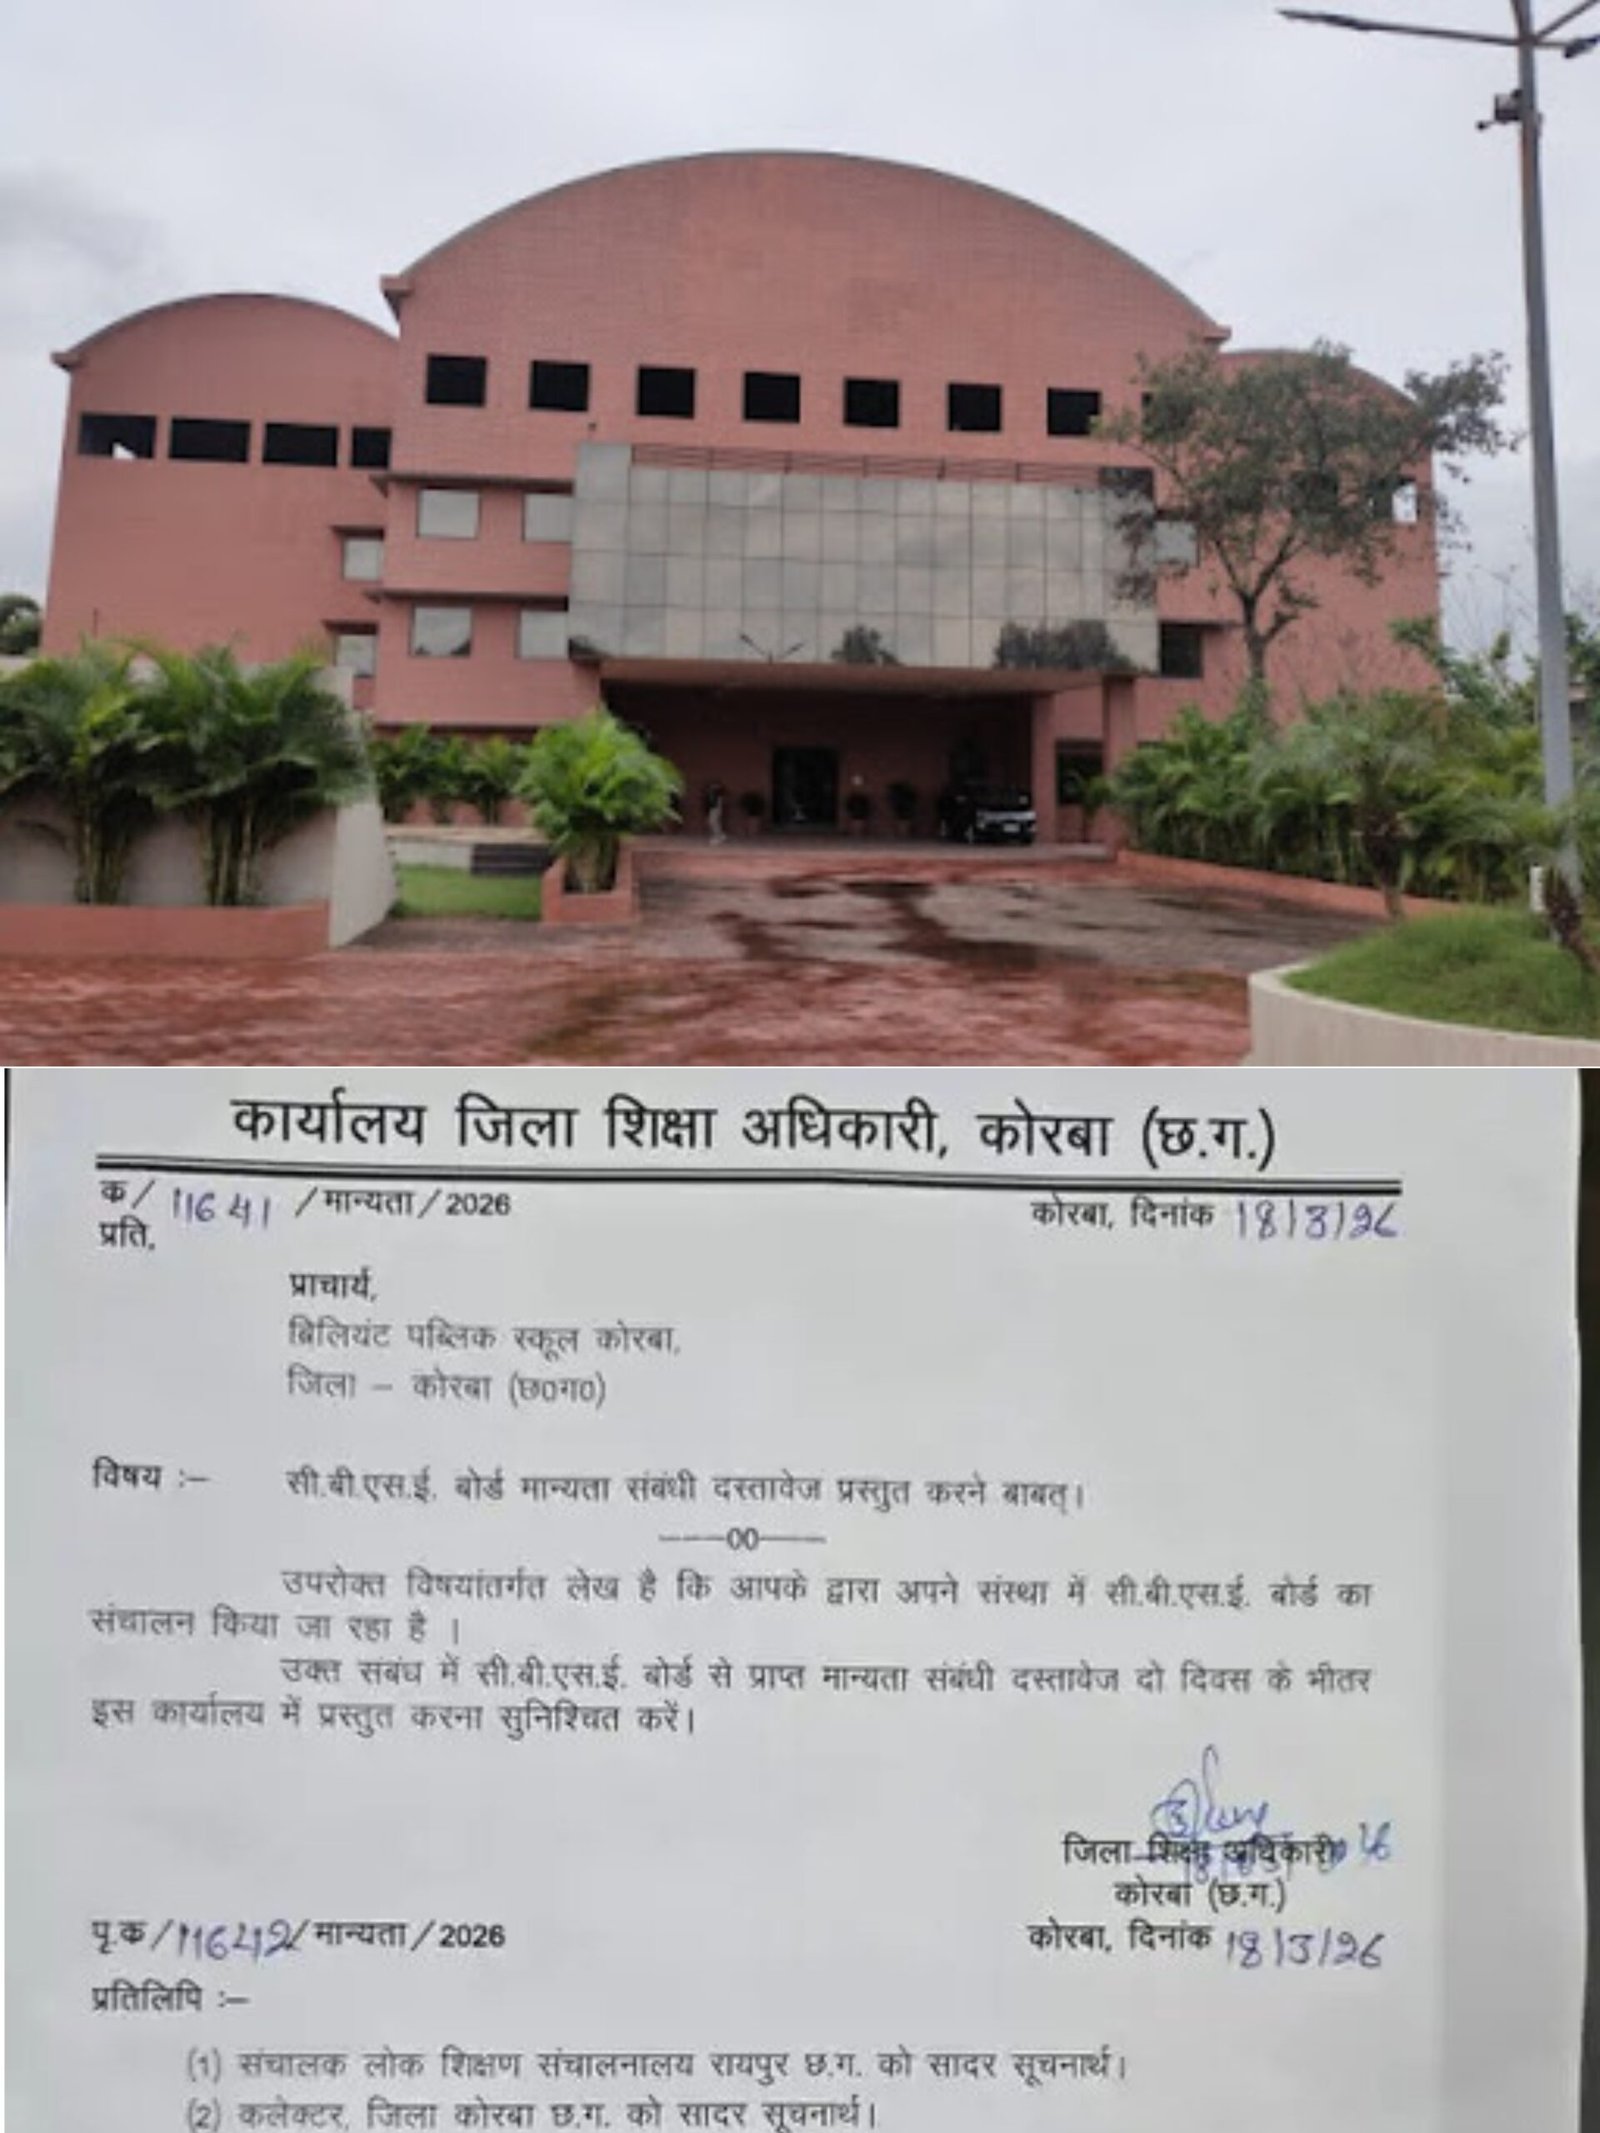 कार्यालय जिला शिक्षा अधिकारी, कोरबा (छ.ग.)
क / 11641 / मान्यता / 2026 कोरबा, दिनांक 18/3/26
प्रति,
प्राचार्य,
ब्रिलियंट पब्लिक स्कूल कोरबा,
जिला – कोरबा (छ0ग0)
विषय :– सी.बी.एस.ई. बोर्ड मान्यता संबंधी दस्तावेज प्रस्तुत करने बाबत्।
-----00-----
उपरोक्त विषयांतर्गत लेख है कि आपके द्वारा अपने संस्था में सी.बी.एस.ई. बोर्ड का
संचालन किया जा रहा है ।
उक्त संबंध में सी.बी.एस.ई. बोर्ड से प्राप्त मान्यता संबंधी दस्तावेज दो दिवस के भीतर
इस कार्यालय में प्रस्तुत करना सुनिश्चित करें।
जिला शिक्षा अधिकारी
कोरबा (छ.ग.)
पृ.क / 11642 / मान्यता / 2026 कोरबा, दिनांक 18/3/26
प्रतिलिपि :–
(1) संचालक लोक शिक्षण संचालनालय रायपुर छ.ग. को सादर सूचनार्थ।
(2) कलेक्टर, जिला कोरबा छ.ग. को सादर सूचनार्थ।